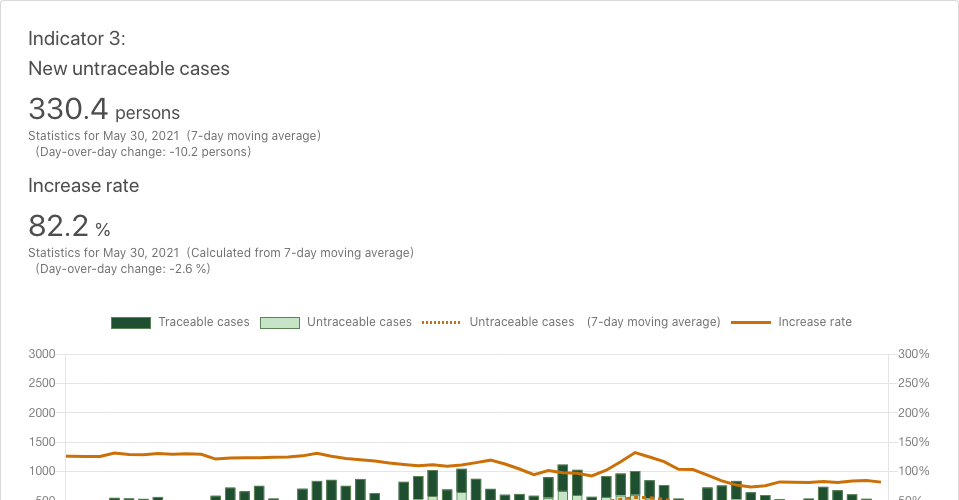 Indicator 3:
New untraceable cases
330.4 persons
Statistics for May 30, 2021 (7-day moving average)
(Day-over-day change: -10.2 persons)
Increase rate
82.2 %
Statistics for May 30, 2021 (Calculated from 7-day moving average)
(Day-over-day change: -2.6 %)
Traceable cases Untraceable cases Untraceable cases (7-day moving average) Increase rate
3000 300%
2500 250%
2000 200%
1500 150%
1000 100%
500 50%